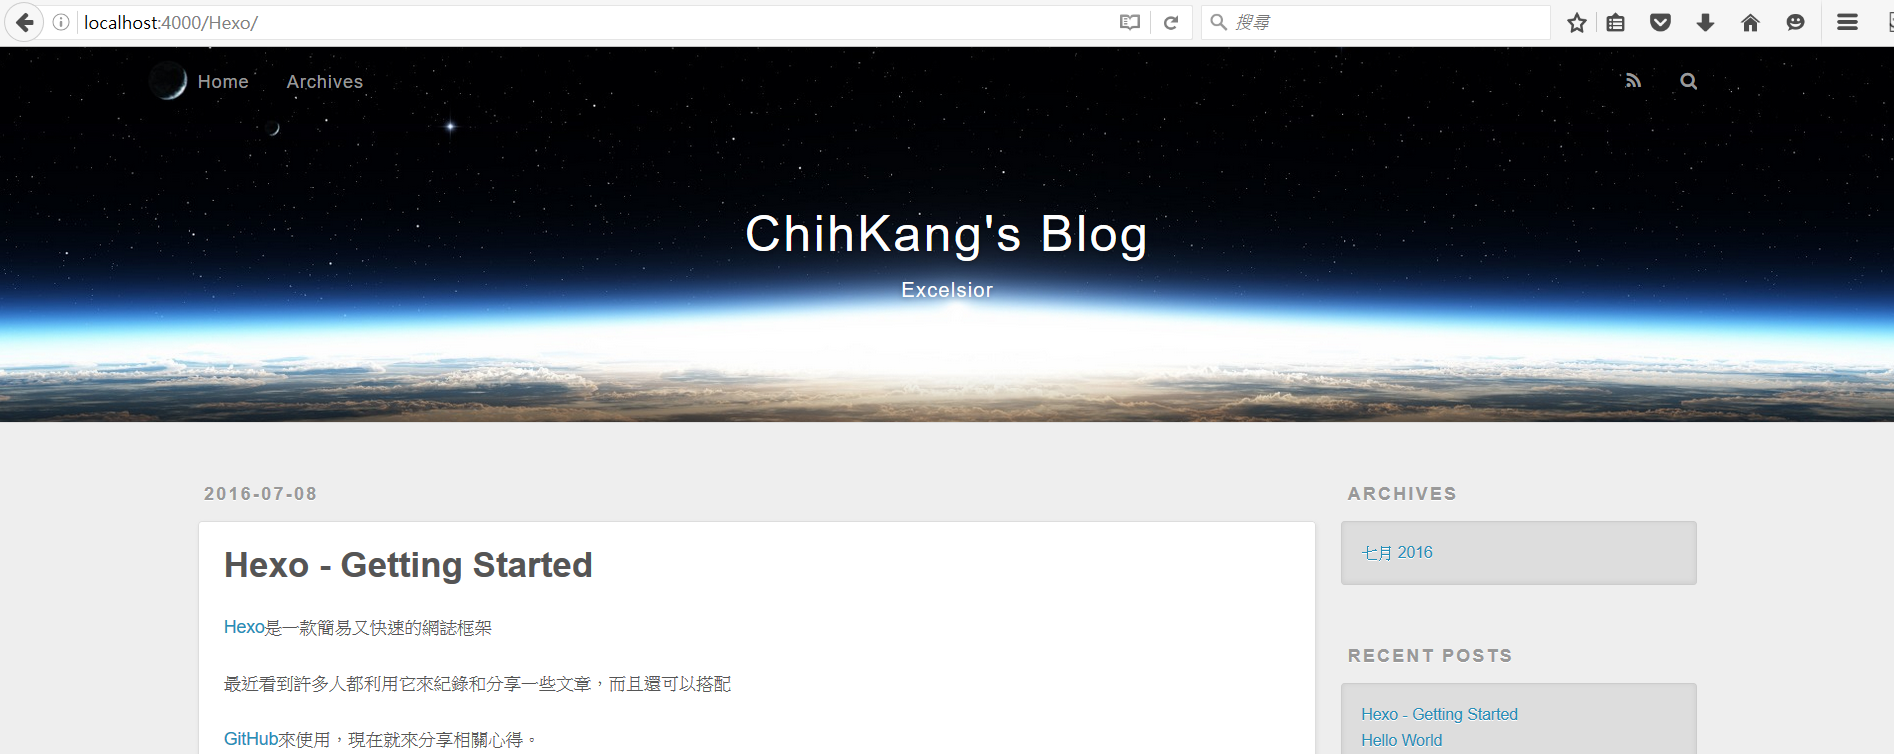 localhost:4000/Hexo/
搜尋
Home Archives
ChihKang's Blog
Excelsior
2016-07-08
Hexo - Getting Started
Hexo是一款簡易又快速的網誌框架
最近看到許多人都利用它來紀錄和分享一些文章，而且還可以搭配
GitHub來使用，現在就來分享相關心得。
ARCHIVES
七月 2016
RECENT POSTS
Hexo - Getting Started
Hello World